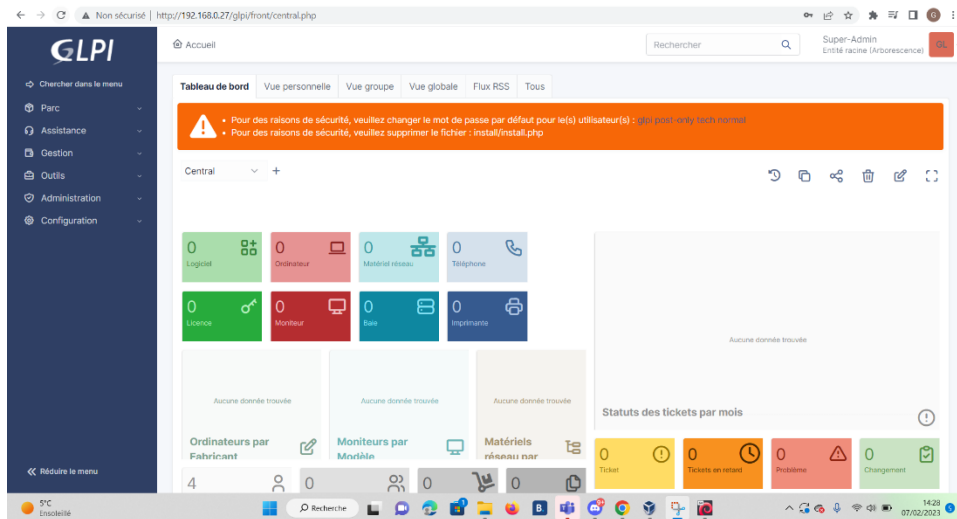 Non sécurisé | http://192.168.0.27/glpi/front/central.php
G
GLPI
Accueil
Rechercher
Super-Admin
Entité racine (Arborescence)
GL
Chercher dans le menu
Parc
Assistance
Gestion
Outils
Administration
Configuration
Réduire le menu
Tableau de bord Vue personnelle Vue groupe Vue globale Flux RSS Tous
• Pour des raisons de sécurité, veuillez changer le mot de passe par défaut pour le(s) utilisateur(s) : glpi post-only tech normal
• Pour des raisons de sécurité, veuillez supprimer le fichier : install/install.php
Central
0
Logiciel
0
Ordinateur
0
Matériel réseau
0
Téléphone
0
Licence
0
Moniteur
0
Baie
0
Imprimante
Aucune donnée trouvée
Statuts des tickets par mois
Aucune donnée trouvée
Ordinateurs par
Fabricant
Aucune donnée trouvée
Moniteurs par
Modèle
Aucune donnée trouvée
Matériels
réseau par
4
0
0
0
0
Ticket
0
Tickets en retard
0
Problème
0
Changement
5°C
Ensoleillé
Recherche
14:28
07/02/2023